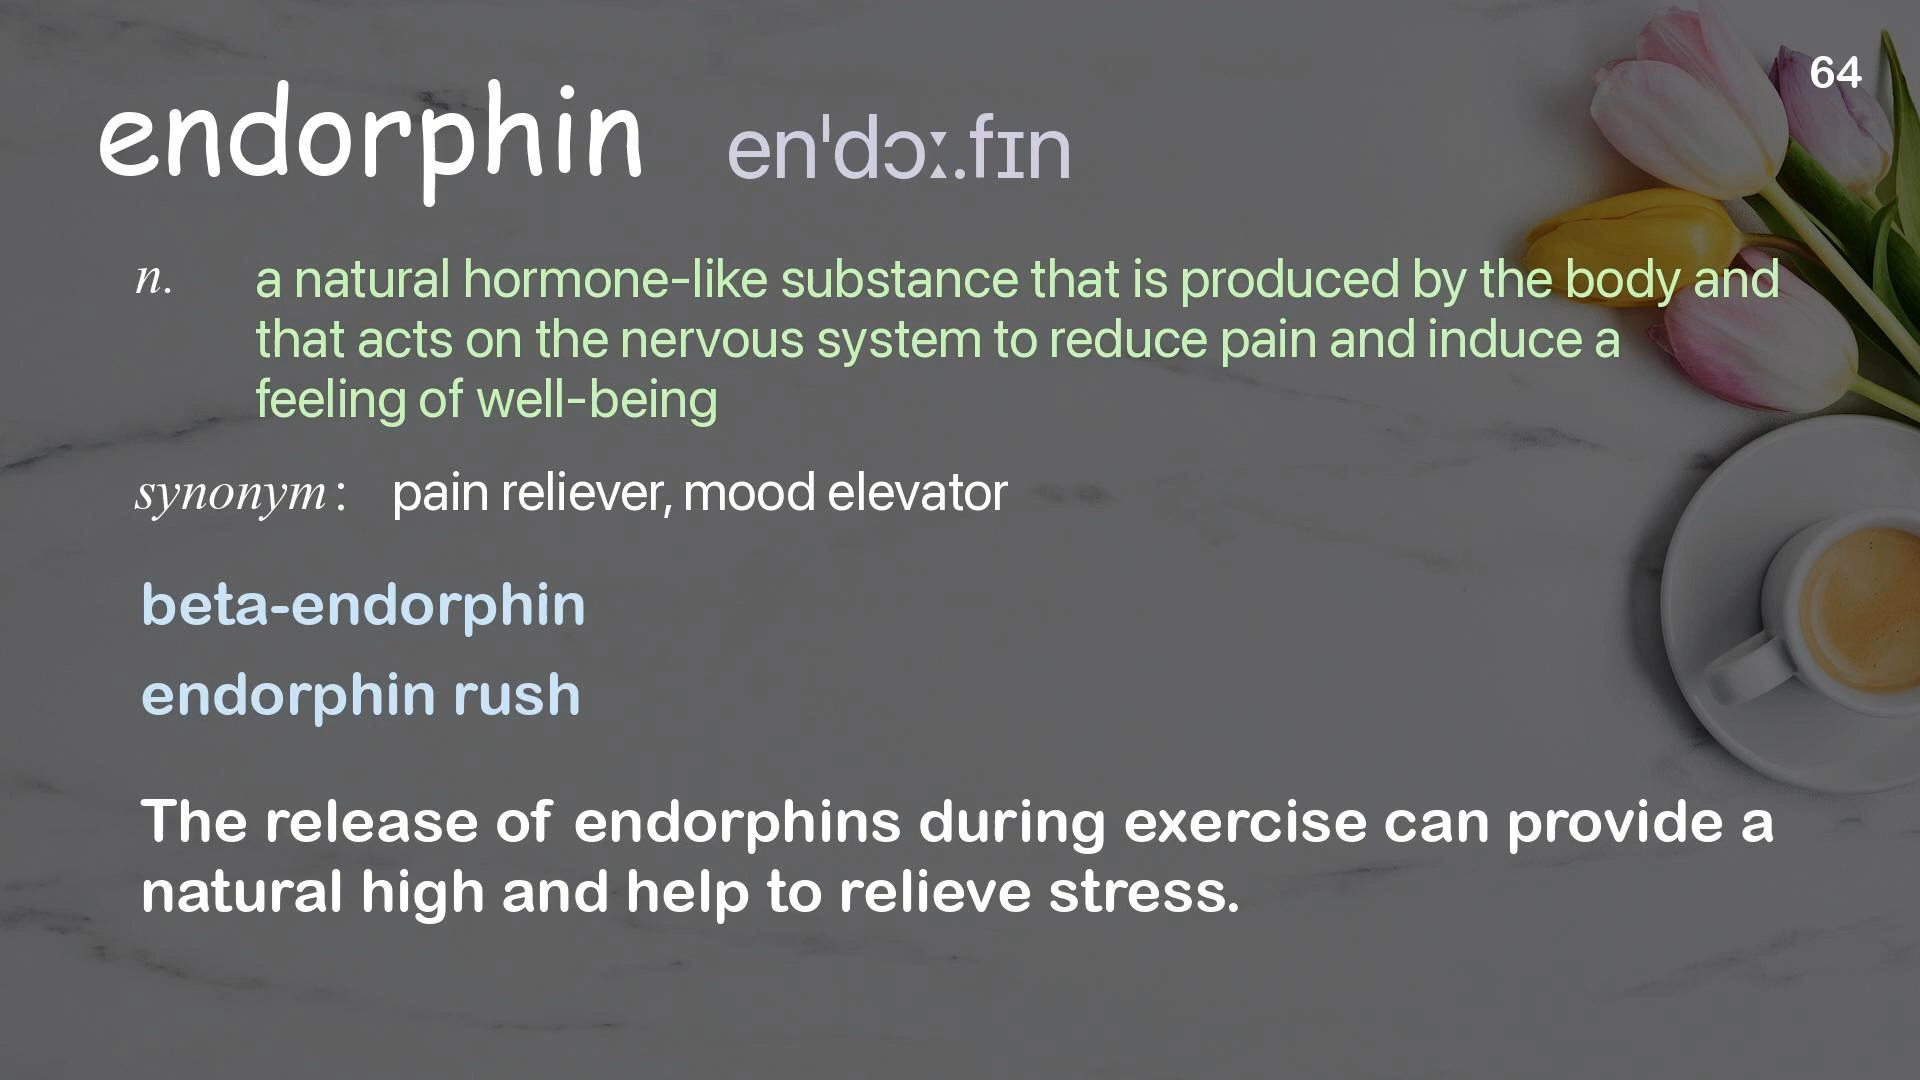 64
endorphin enˈdɔː.fɪn
n. a natural hormone-like substance that is produced by the body and
that acts on the nervous system to reduce pain and induce a
feeling of well-being
synonym: pain reliever, mood elevator
beta-endorphin
endorphin rush
The release of endorphins during exercise can provide a
natural high and help to relieve stress.